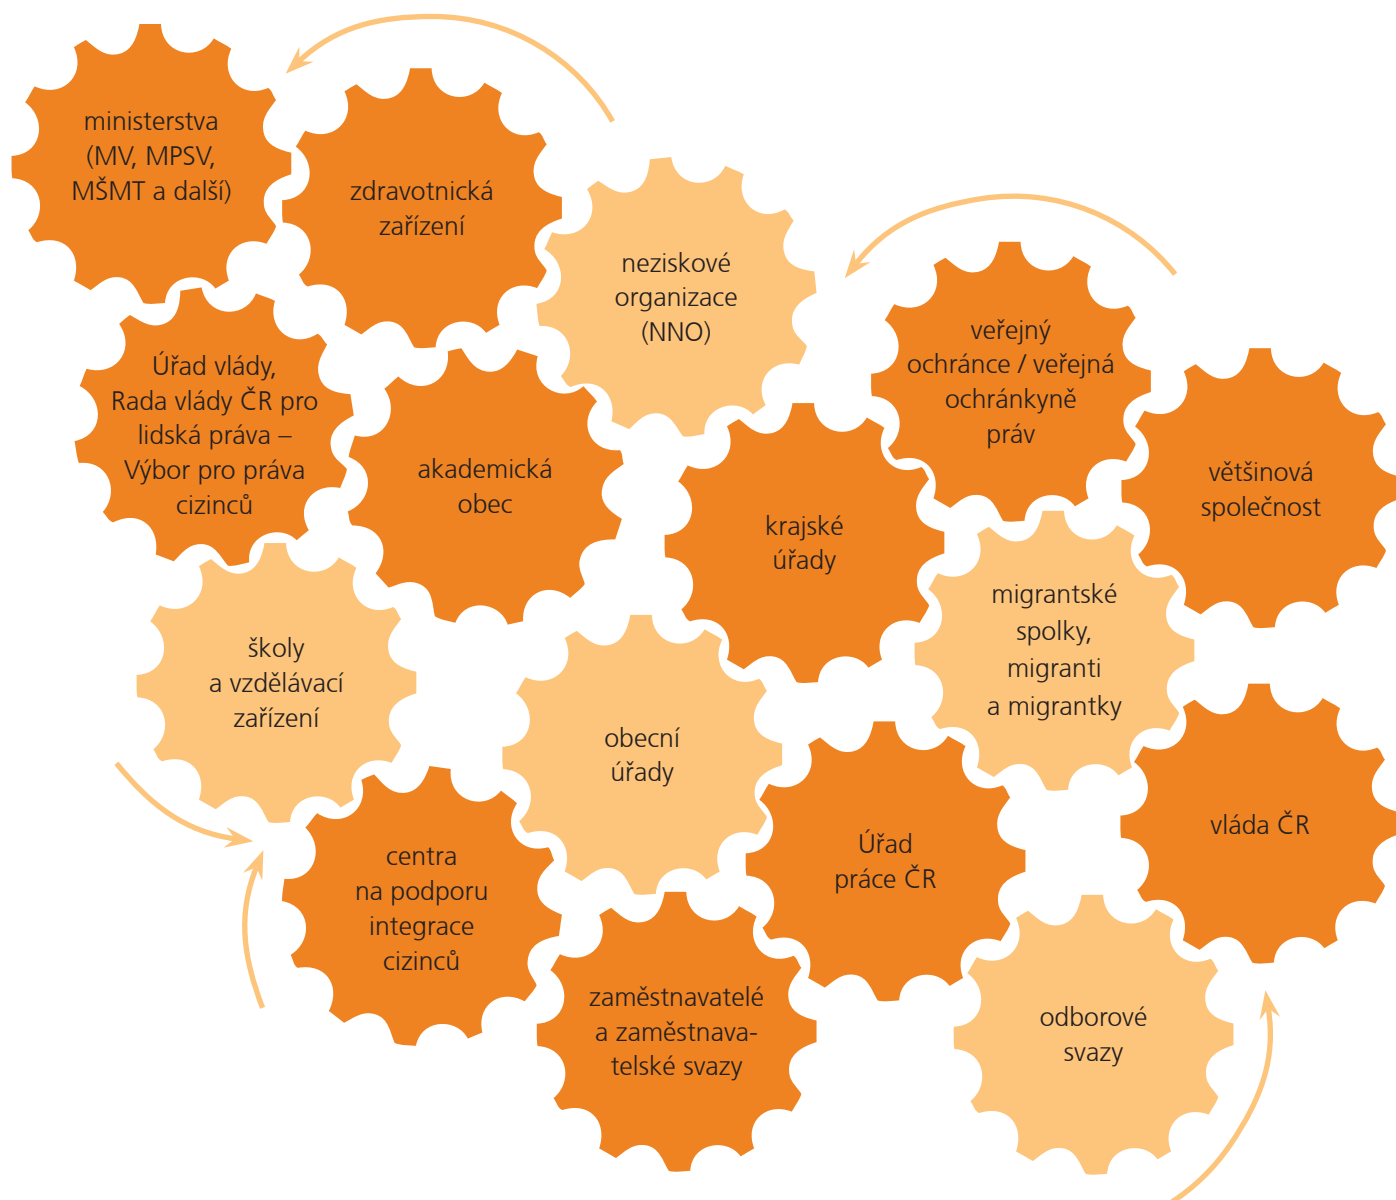 ministerstva
(MV, MPSV,
MŠMT a další)
zdravotnická
zařízení
neziskové
organizace
(NNO)
veřejný
ochránce / veřejná
ochránkyně
práv
Úřad vlády,
Rada vlády ČR pro
lidská práva –
Výbor pro práva
cizinců
akademická
obec
většinová
společnost
krajské
úřady
migrantské
spolky,
migranti
a migrantky
školy
a vzdělávací
zařízení
obecní
úřady
vláda ČR
centra
na podporu
integrace
cizinců
Úřad
práce ČR
zaměstnavatelé
a zaměstnava-
telské svazy
odborové
svazy